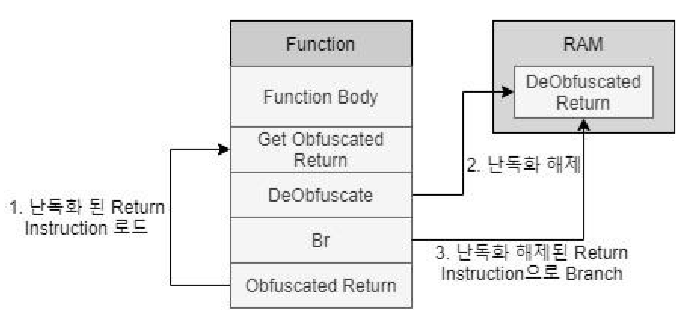 Function
Function Body
Get Obfuscated
Return
DeObfuscate
Br
Obfuscated Return
RAM
DeObfuscated
Return
1. 난독화 된 Return
Instruction 로드
2. 난독화 해제
3. 난독화 해제된 Return
Instruction으로 Branch